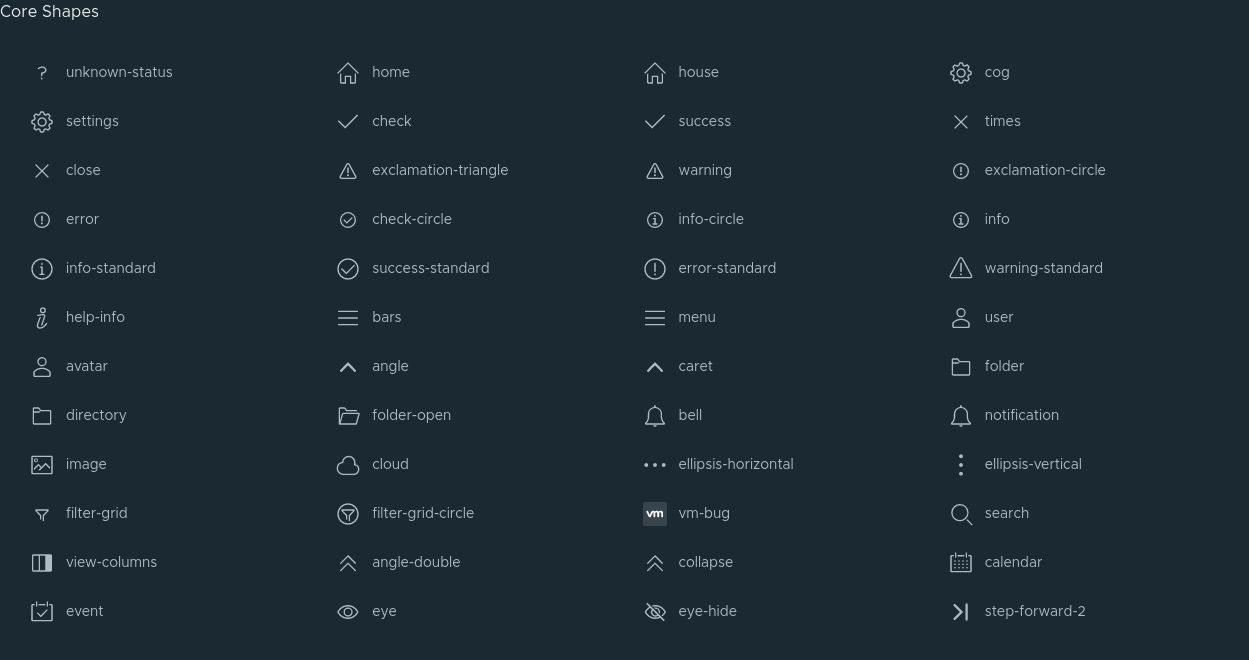 Core Shapes
unknown-status home house cog
settings check success times
close exclamation-triangle warning exclamation-circle
error check-circle info-circle info
info-standard success-standard error-standard warning-standard
help-info bars menu user
avatar angle caret folder
directory folder-open bell notification
image cloud ellipsis-horizontal ellipsis-vertical
filter-grid filter-grid-circle vm vm-bug search
view-columns angle-double collapse calendar
event eye eye-hide step-forward-2